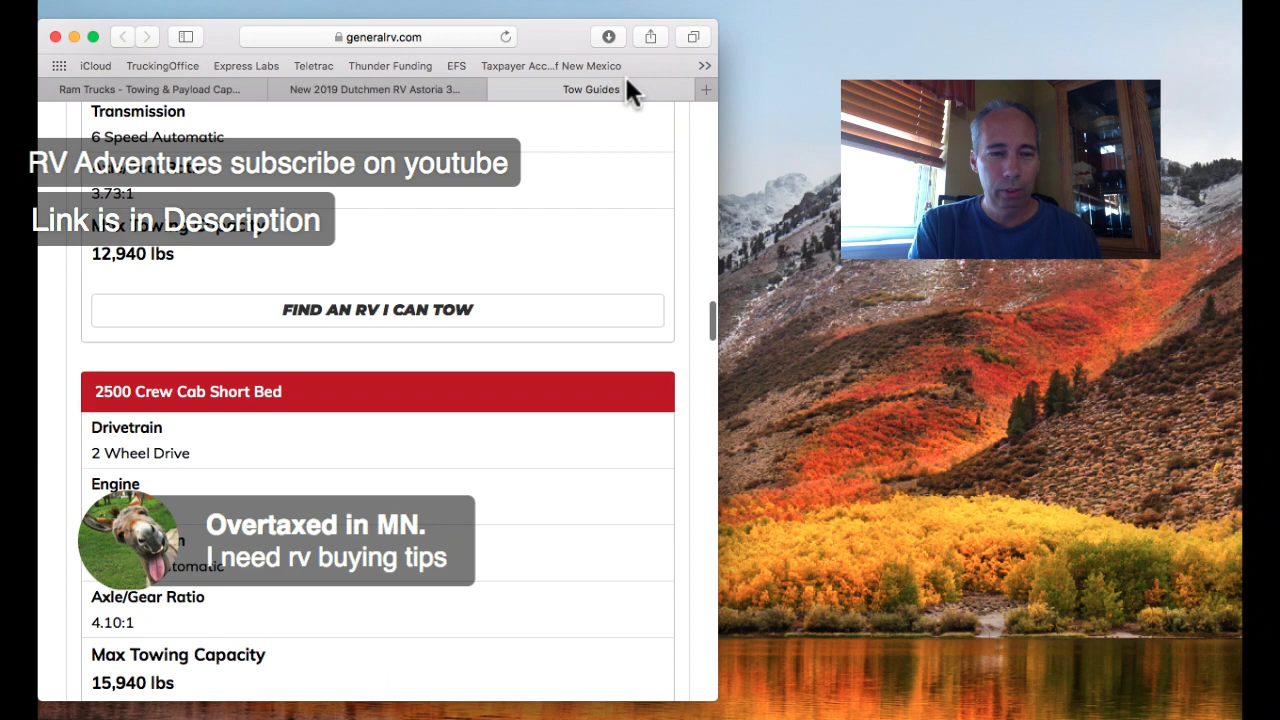 generalrv.com
iCloud TruckingOffice Express Labs Teletrac Thunder Funding EFS Taxpayer Acc...f New Mexico
Ram Trucks - Towing & Payload Cap... New 2019 Dutchmen RV Astoria 3... Tow Guides
Transmission
6 Speed Automatic
RV Adventures subscribe on youtube
3.73:1
Link is in Description
Max Towing Capacity
12,940 lbs
FIND AN RV I CAN TOW
2500 Crew Cab Short Bed
Drivetrain
2 Wheel Drive
Engine
Overtaxed in MN.
I need rv buying tips
Axle/Gear Ratio
4.10:1
Max Towing Capacity
15,940 lbs